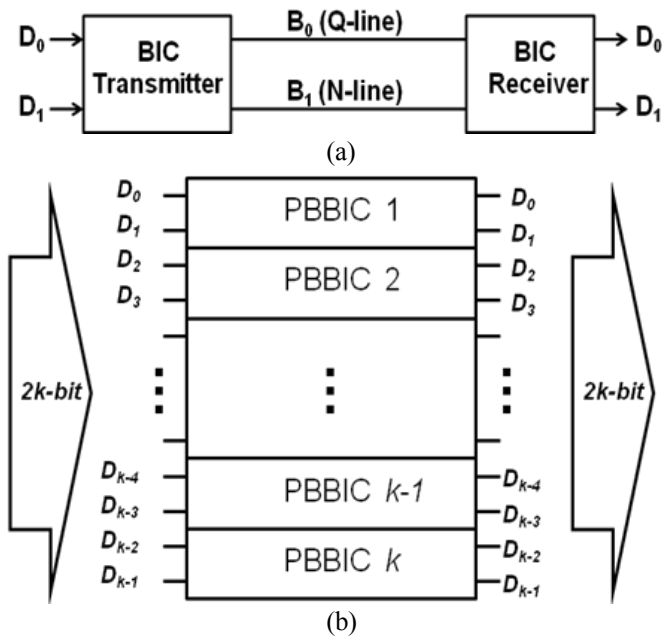 D0 BIC Transmitter B0 (Q-line) BIC Receiver D0
D1 B1 (N-line) D1
(a)
D0 PBBIC 1 D0
D1 D1
D2 PBBIC 2 D2
D3 D3
2k-bit 2k-bit
Dk-4 PBBIC k-1 Dk-4
Dk-3 Dk-3
Dk-2 PBBIC k Dk-2
Dk-1 Dk-1
(b)